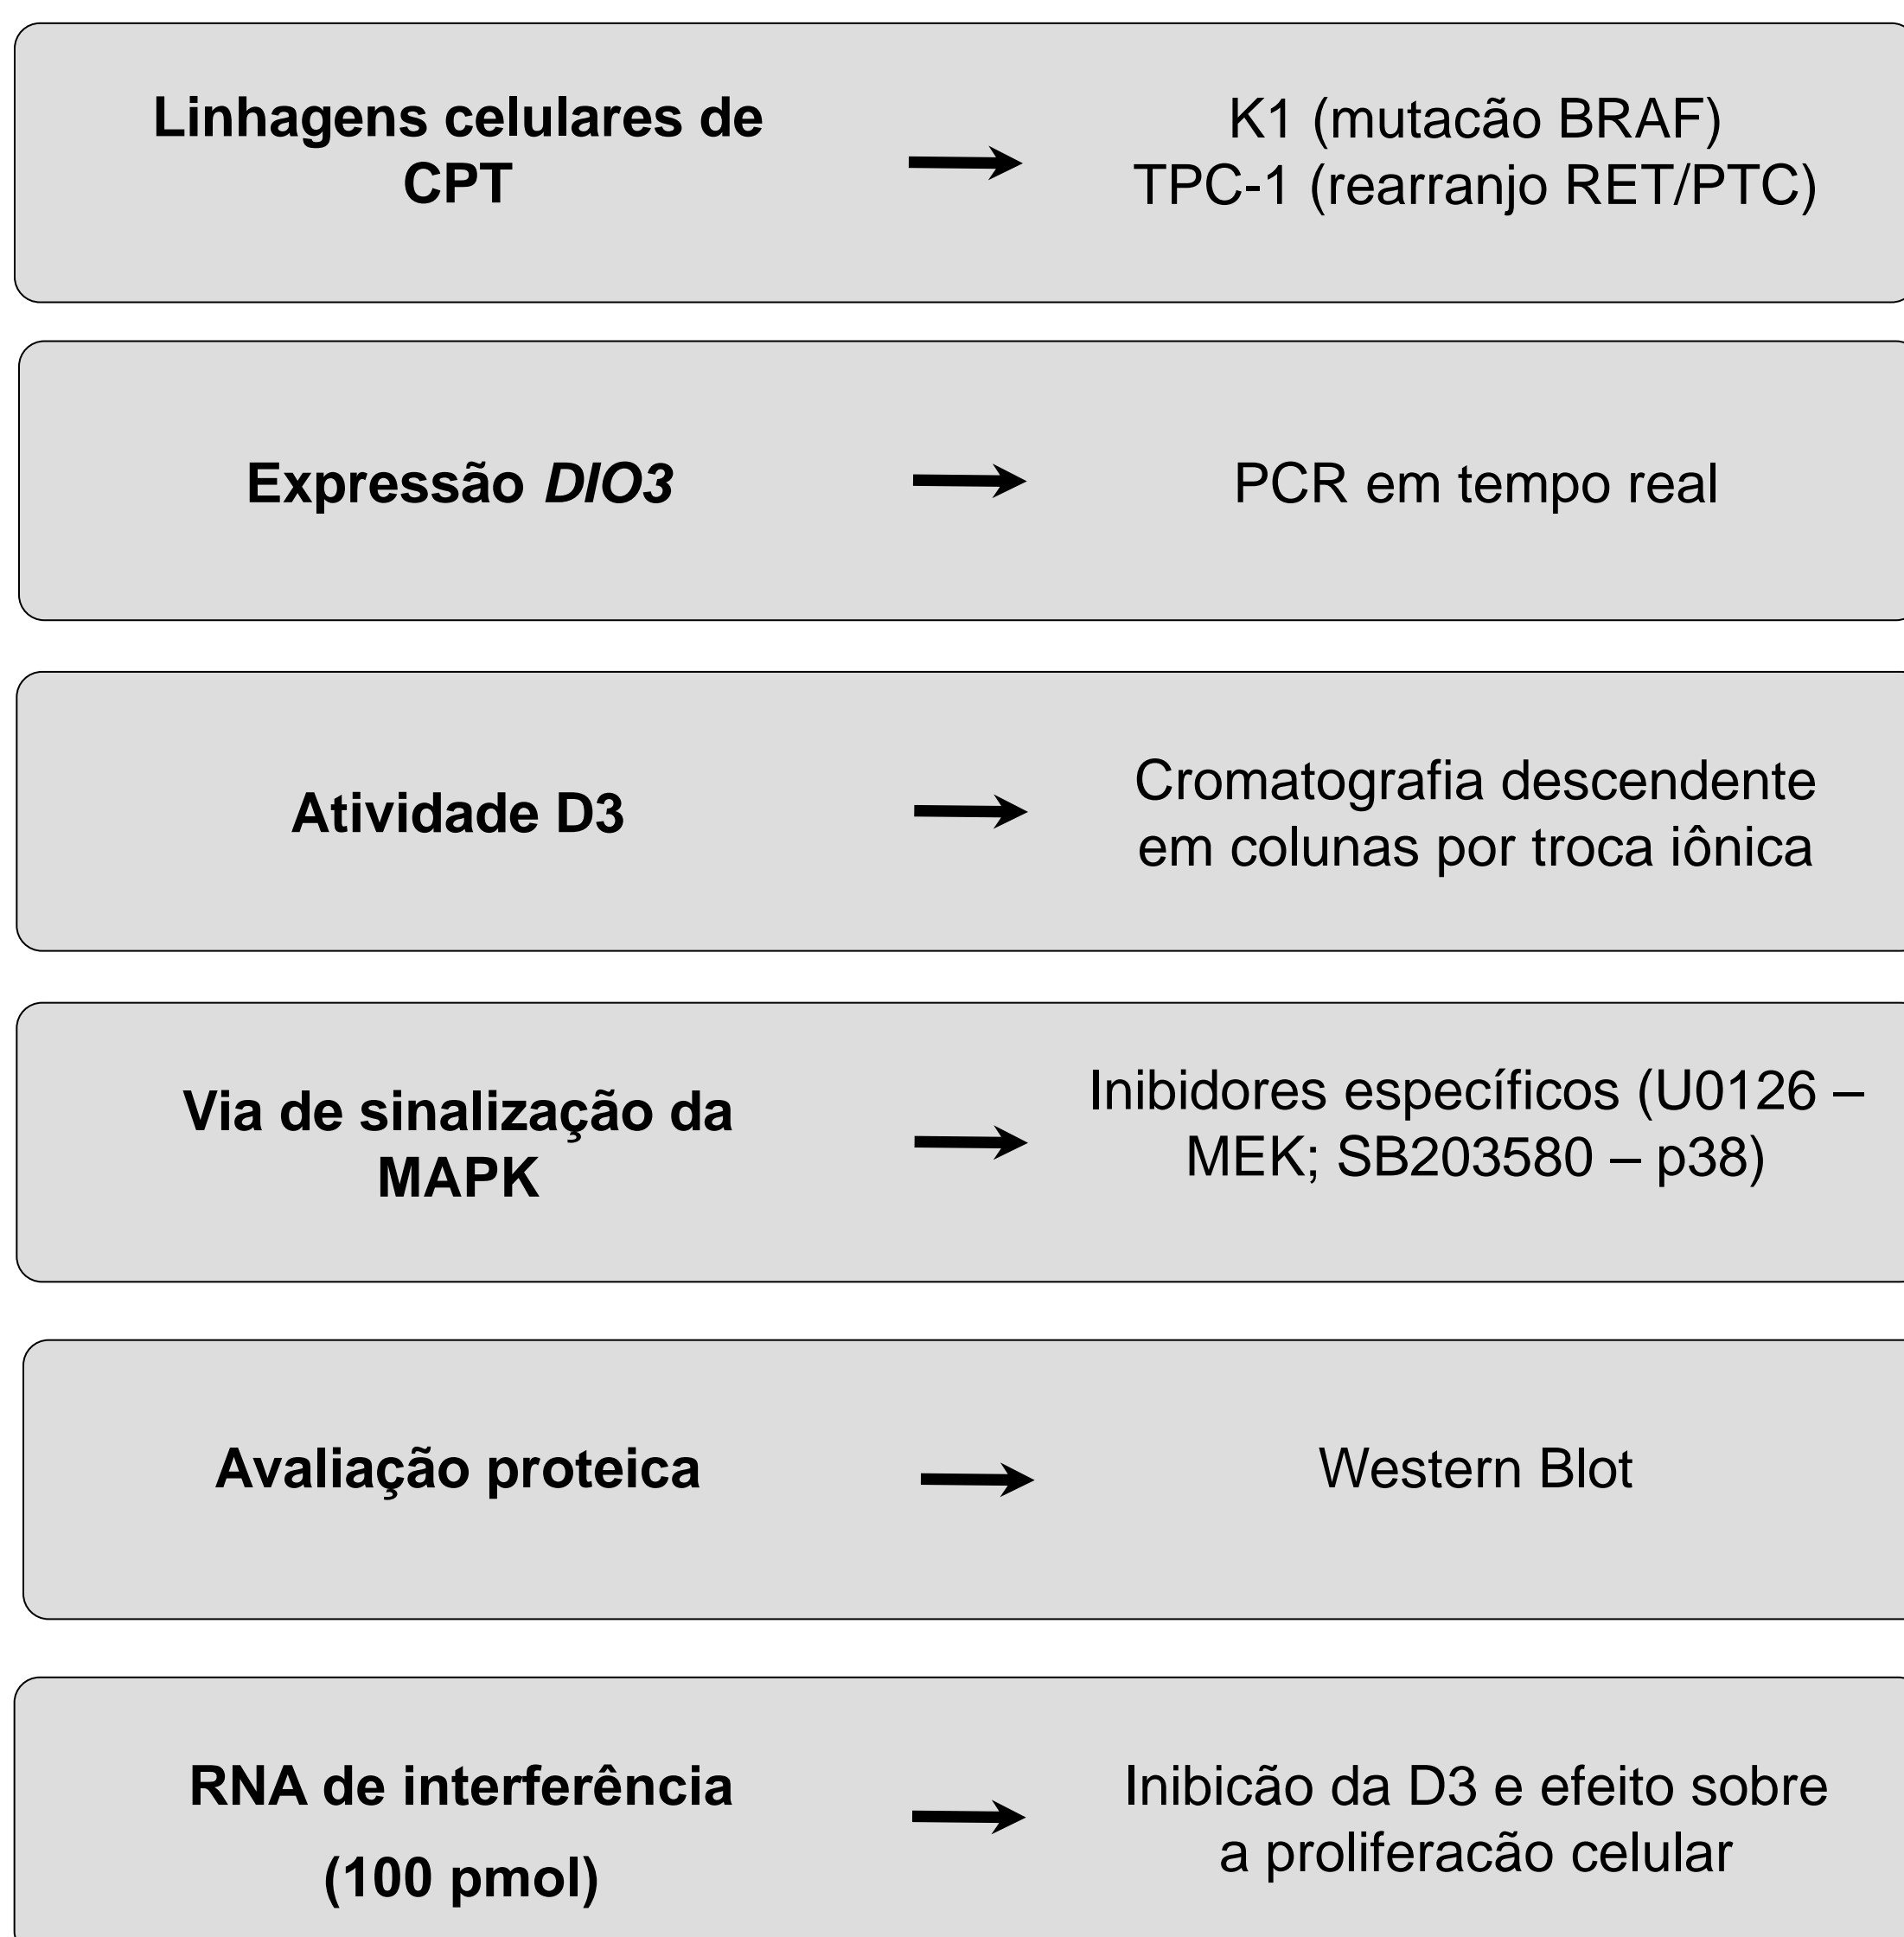 Linhagens celulares de
CPT
K1 (mutacão BRAF)
TPC-1 (rearranjo RET/PTC)
Expressão DIO3
PCR em tempo real
Atividade D3
Cromatografia descendente
em colunas por troca iônica
Via de sinalização da
MAPK
Inibidores específicos (U0126 –
MEK; SB203580 – p38)
Avaliação proteica
Western Blot
RNA de interferência
(100 pmol)
Inibicão da D3 e efeito sobre
a proliferacão celular